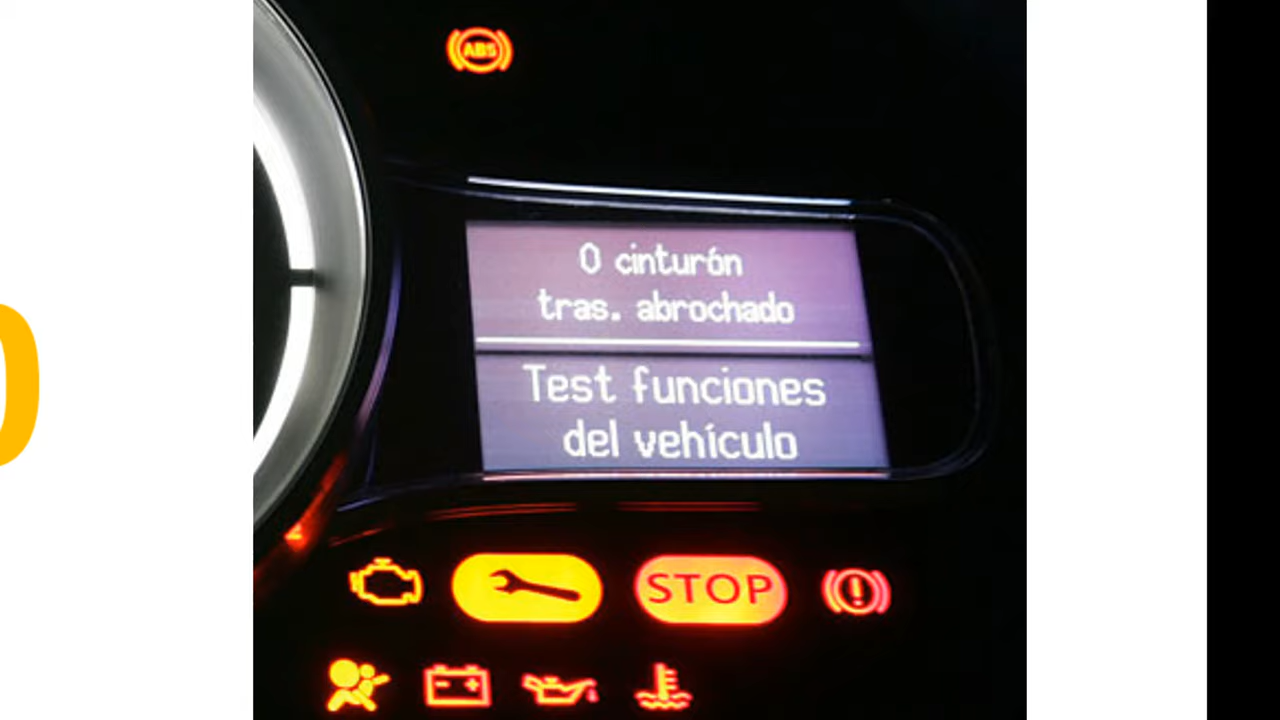 ABS
0 cinturón
tras. abrochado
Test funciones
del vehículo
STOP